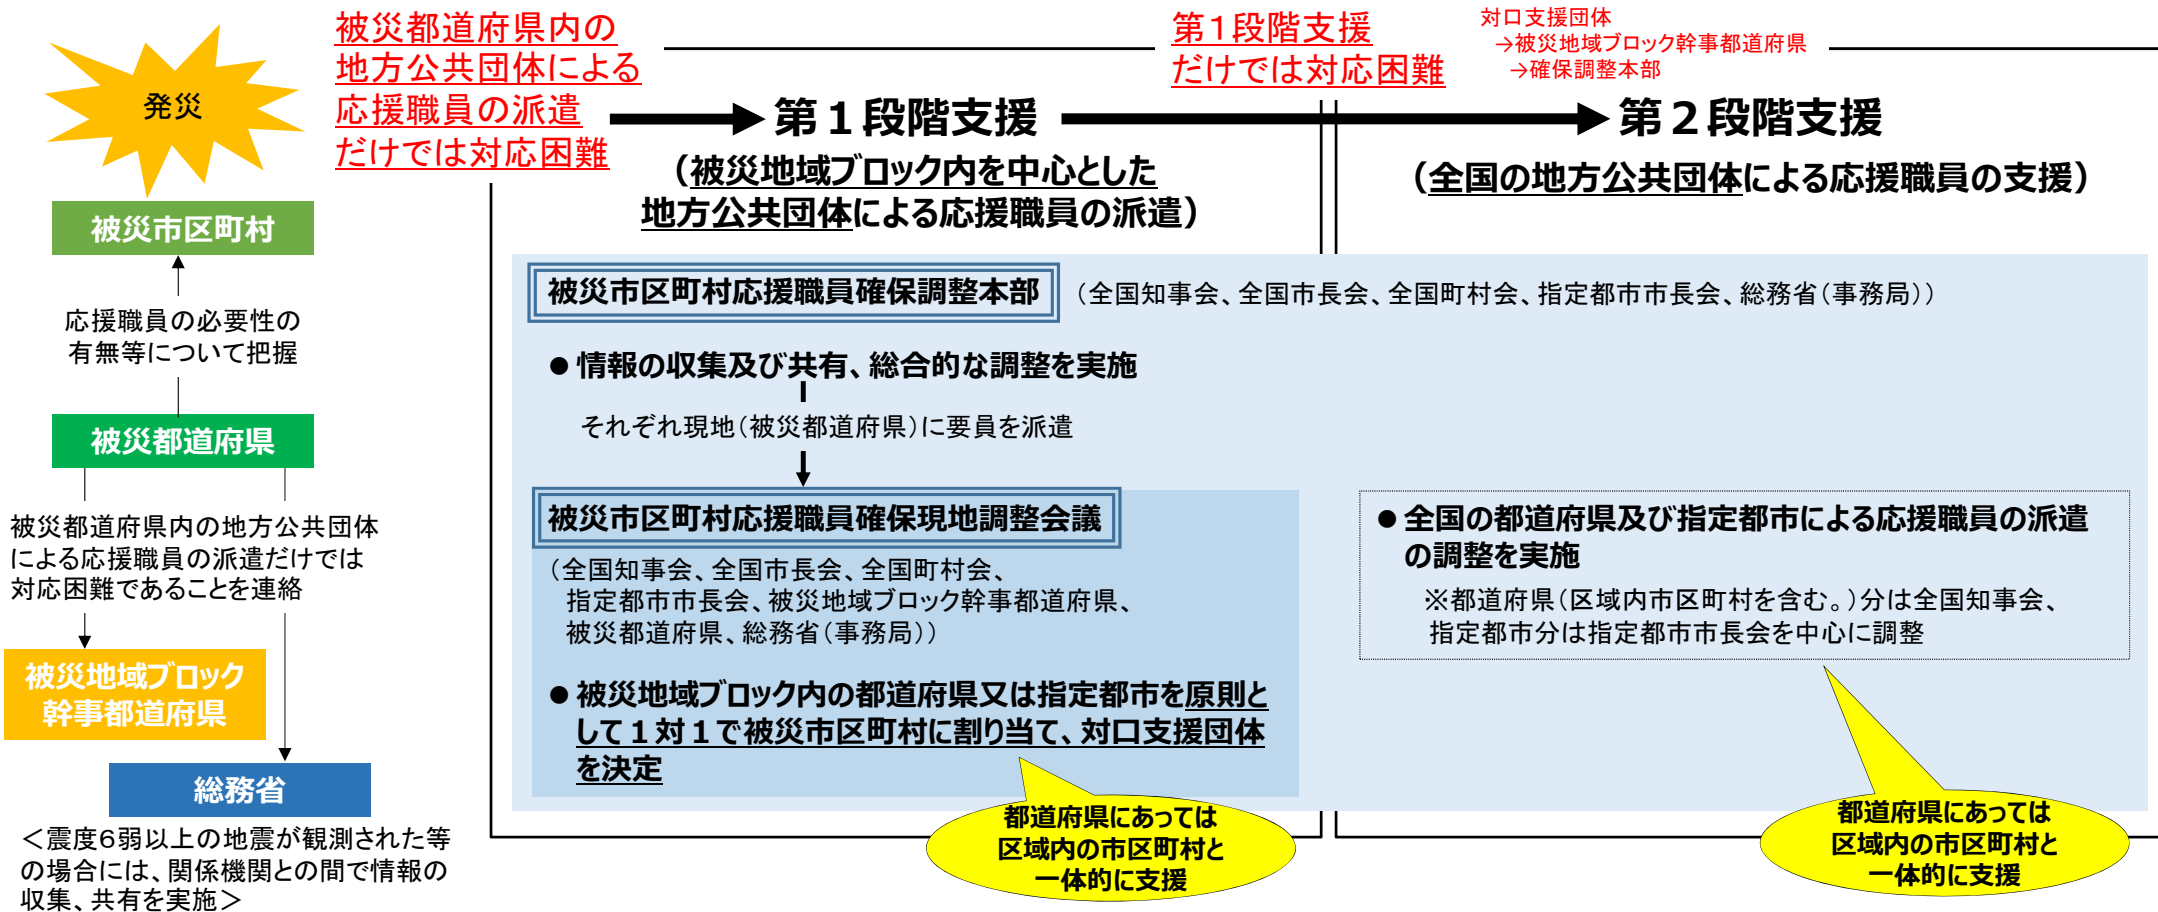 発災
被災市区町村
応援職員の必要性の
有無等について把握
被災都道府県
被災都道府県内の地方公共団体
による応援職員の派遣だけでは
対応困難であることを連絡
被災地域ブロック
幹事都道府県
総務省
＜震度６弱以上の地震が観測された等
の場合には、関係機関との間で情報の
収集、共有を実施＞
被災都道府県内の
地方公共団体による
応援職員の派遣
だけでは対応困難
第１段階支援
（被災地域ブロック内を中心とした
地方公共団体による応援職員の派遣）
第１段階支援
だけでは対応困難
対口支援団体
→被災地域ブロック幹事都道府県
→確保調整本部
第２段階支援
（全国の地方公共団体による応援職員の支援）
被災市区町村応援職員確保調整本部
（全国知事会、全国市長会、全国町村会、指定都市市長会、総務省（事務局））
●情報の収集及び共有、総合的な調整を実施
それぞれ現地（被災都道府県）に要員を派遣
被災市区町村応援職員確保現地調整会議
（全国知事会、全国市長会、全国町村会、
指定都市市長会、被災地域ブロック幹事都道府県、
被災都道府県、総務省（事務局））
●被災地域ブロック内の都道府県又は指定都市を原則と
して１対１で被災市区町村に割り当て、対口支援団体
を決定
都道府県にあっては
区域内の市区町村と
一体的に支援
●全国の都道府県及び指定都市による応援職員の派遣
の調整を実施
※都道府県（区域内市区町村を含む。）分は全国知事会、
指定都市分は指定都市市長会を中心に調整
都道府県にあっては
区域内の市区町村と
一体的に支援